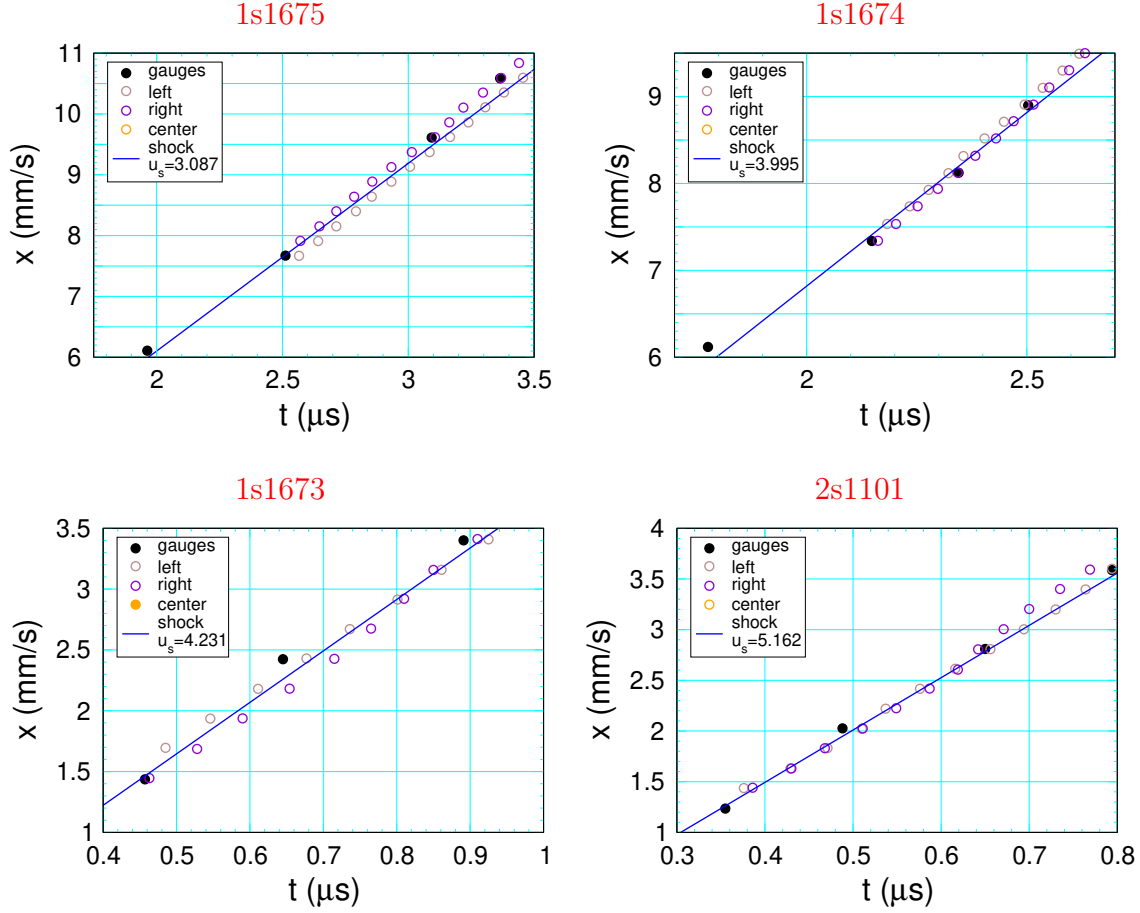 1s1675
11
10
9
8
7
6
x (mm/s)
gauges
left
right
center
shock
u_s=3.087
2
2.5
3
3.5
t (μs)
1s1674
9
8
7
6
x (mm/s)
gauges
left
right
center
shock
u_s=3.995
2
2.5
t (μs)
1s1673
3.5
3
2.5
2
1.5
1
x (mm/s)
gauges
left
right
center
shock
u_s=4.231
0.4 0.5 0.6 0.7 0.8 0.9 1
t (μs)
2s1101
4
3.5
3
2.5
2
1.5
1
x (mm/s)
gauges
left
right
center
shock
u_s=5.162
0.3 0.4 0.5 0.6 0.7 0.8
t (μs)